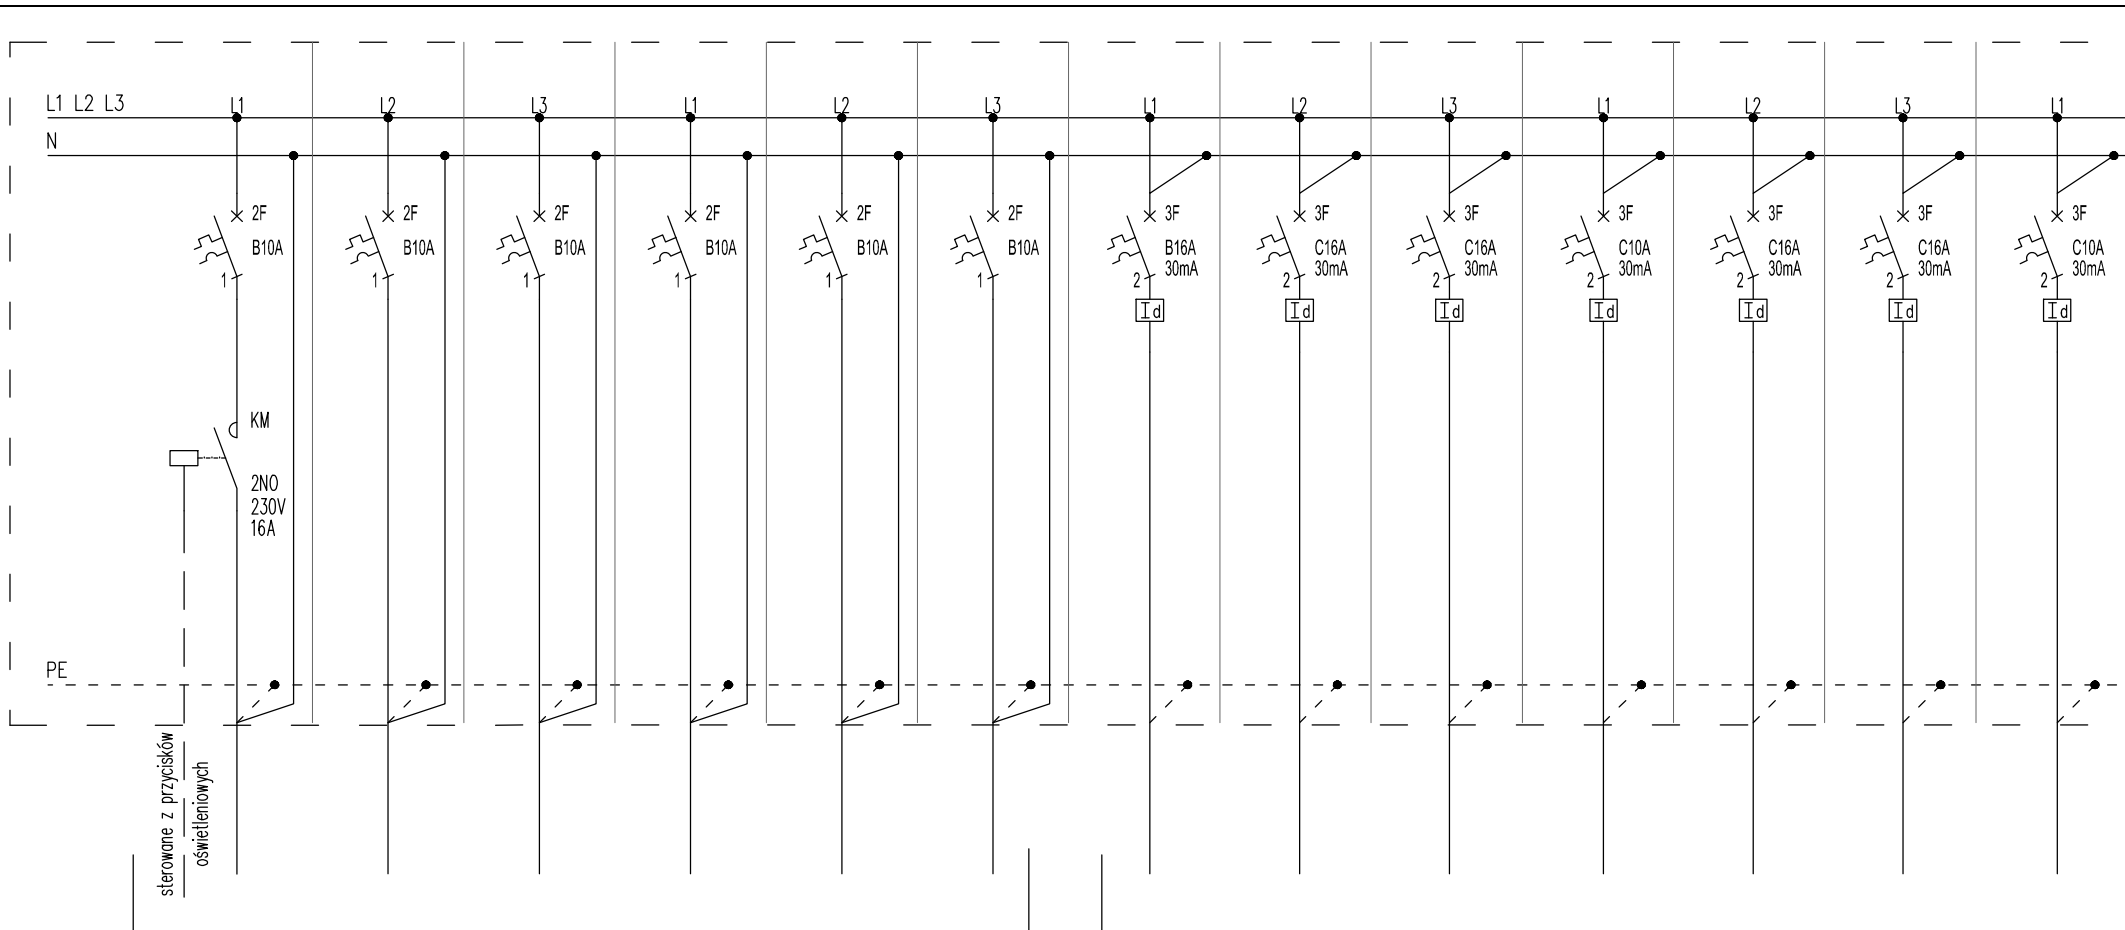 L1 L2 L3
L1
L2
L3
L1
L2
L3
L1
L2
L3
L1
L2
L3
L1
N
2F
B10A
1
2F
B10A
1
2F
B10A
1
2F
B10A
1
2F
B10A
1
2F
B10A
1
3F
B16A
30mA
2
Id
3F
C16A
30mA
2
Id
3F
C16A
30mA
2
Id
3F
C10A
30mA
2
Id
3F
C16A
30mA
2
Id
3F
C16A
30mA
2
Id
3F
C10A
30mA
2
Id
KM
2NO
230V
16A
PE
sterowane z przycisków
oświetleniowych